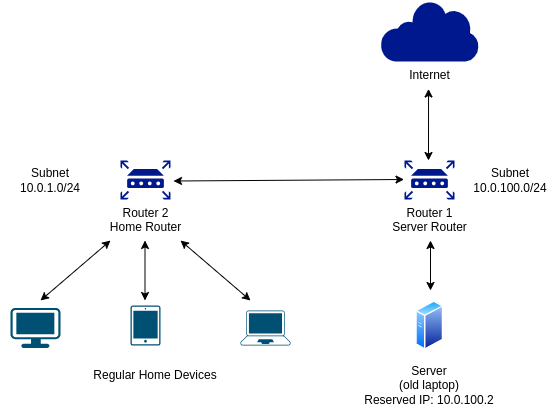 Internet
Subnet
10.0.1.0/24
Subnet
10.0.100.0/24
Router 2
Home Router
Router 1
Server Router
Regular Home Devices
Server
(old laptop)
Reserved IP: 10.0.100.2